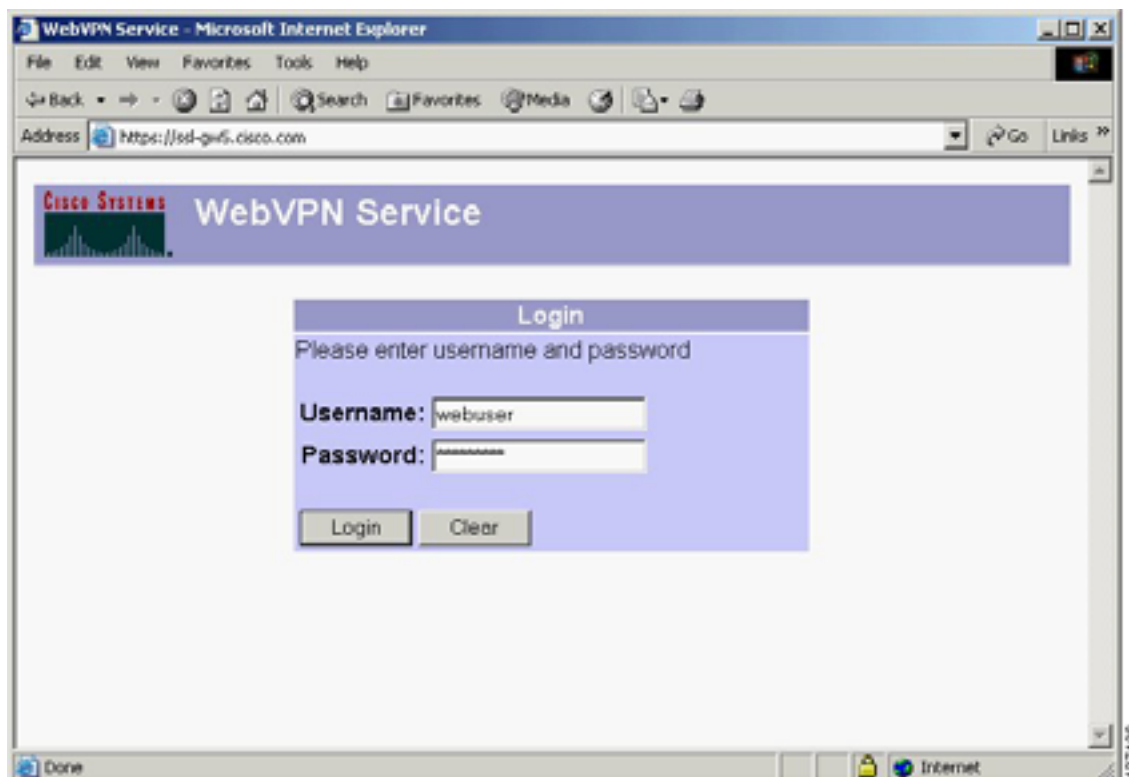 WebVPN Service - Microsoft Internet Explorer
File Edit View Favorites Tools Help
Back Search Favorites Media
Address https://ssl-gw5.cisco.com Go Links »
CISCO SYSTEMS
WebVPN Service
Login
Please enter username and password
Username: webuser
Password: *********
Login Clear
Done Internet